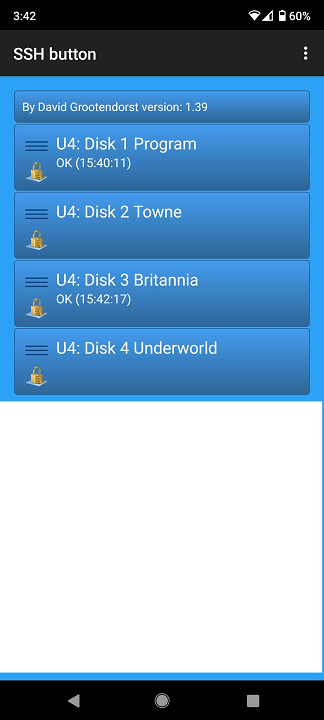 3:42
60%
SSH button
By David Grootendorst version: 1.39
U4: Disk 1 Program
OK (15:40:11)
U4: Disk 2 Towne
U4: Disk 3 Britannia
OK (15:42:17)
U4: Disk 4 Underworld